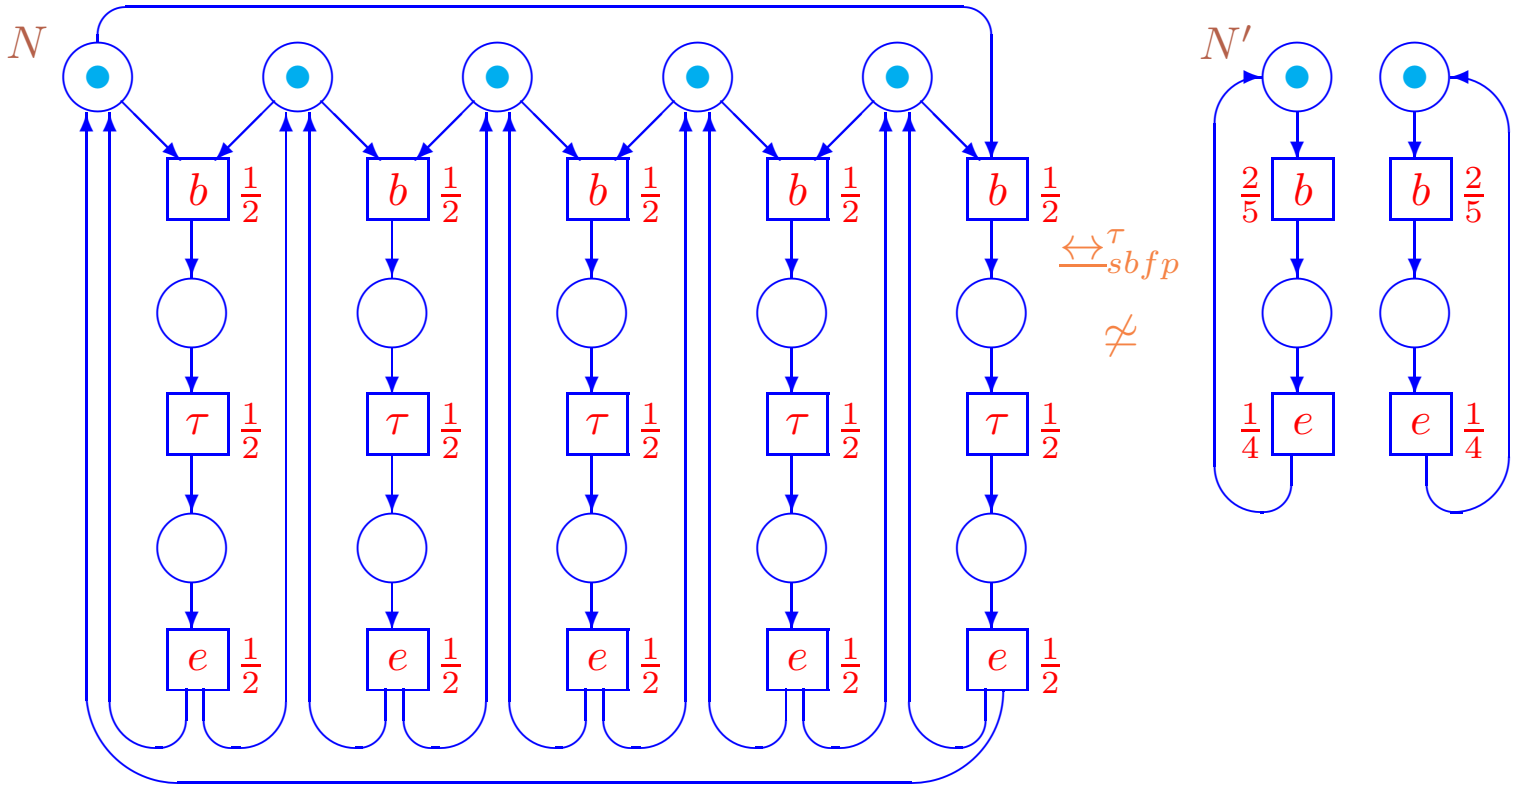 N N′
b 1/2 b 1/2 b 1/2 b 1/2 b 1/2 2/5 b b 2/5
↔^τ_sbfp
≄
τ 1/2 τ 1/2 τ 1/2 τ 1/2 τ 1/2 1/4 e e 1/4
e 1/2 e 1/2 e 1/2 e 1/2 e 1/2